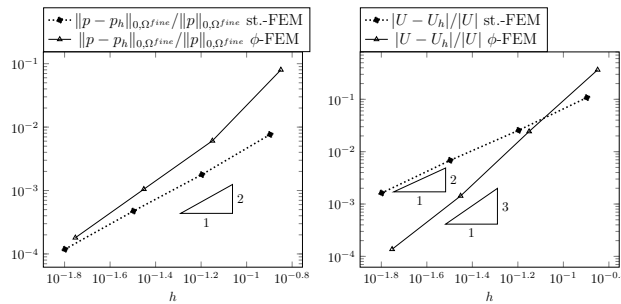 ‖p − p_h‖_{0,Ω^{fine}}/‖p‖_{0,Ω^{fine}} st.-FEM
‖p − p_h‖_{0,Ω^{fine}}/‖p‖_{0,Ω^{fine}} ϕ-FEM
10^{−1}
10^{−2}
10^{−3}
10^{−4}
2
1
10^{−1.8} 10^{−1.6} 10^{−1.4} 10^{−1.2} 10^{−1} 10^{−0.8}
h
|U − U_h|/|U| st.-FEM
|U − U_h|/|U| ϕ-FEM
10^{−1}
10^{−2}
10^{−3}
10^{−4}
2
1
3
1
10^{−1.8} 10^{−1.6} 10^{−1.4} 10^{−1.2} 10^{−1} 10^{−0.}
h